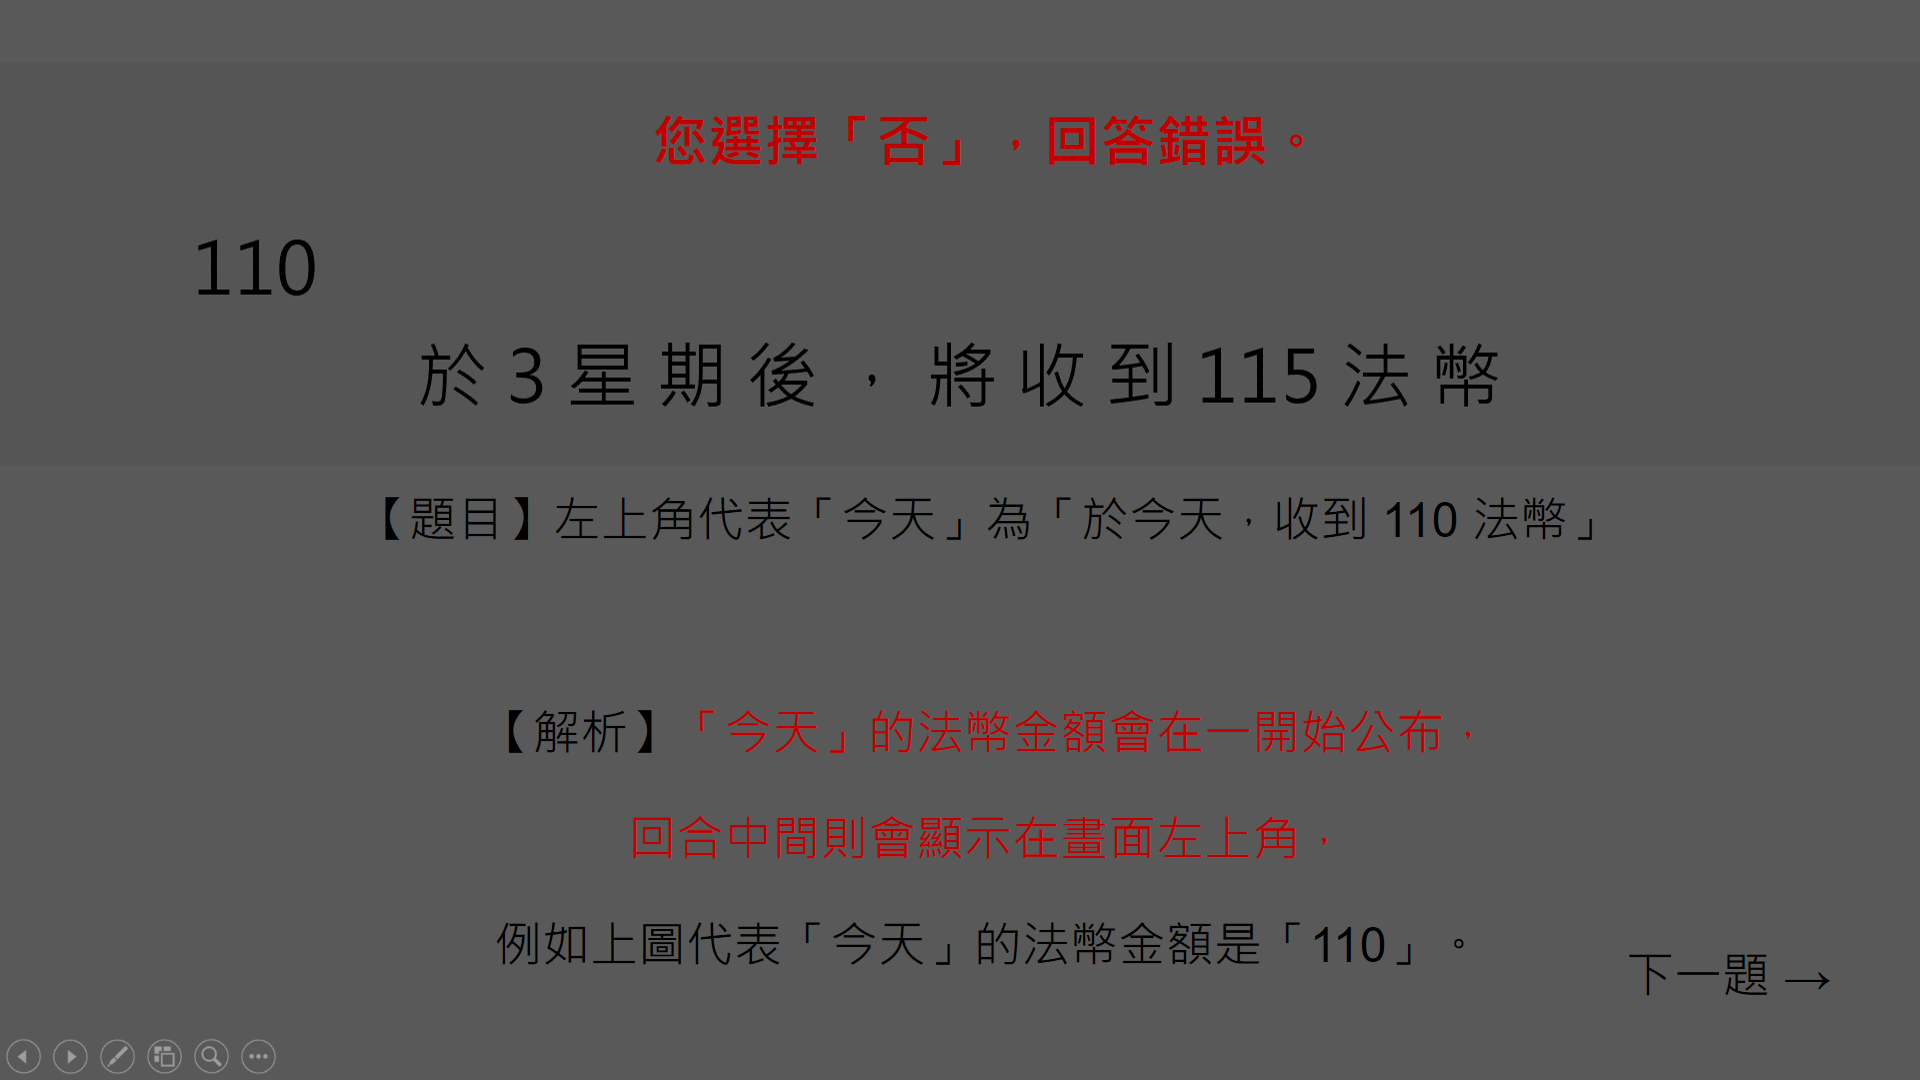 您選擇「否」，回答錯誤。
110
於3星期後，將收到115法幣
【題目】左上角代表「今天」為「於今天，收到 110 法幣」
【解析】「今天」的法幣金額會在一開始公布，
回合中間則會顯示在畫面左上角，
例如上圖代表「今天」的法幣金額是「110」。
下一題 →